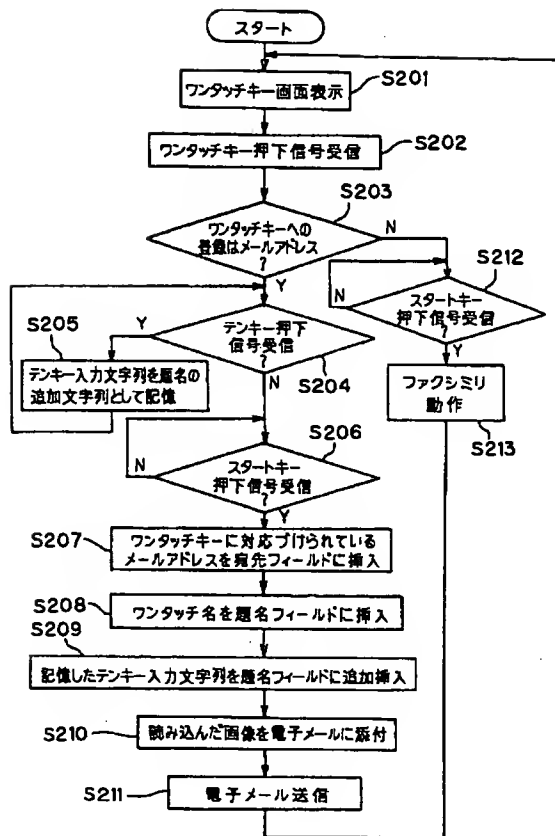 スタート
S201
ワンタッチキー画面表示
S202
ワンタッチキー押下信号受信
S203
ワンタッチキーへの
登録はメールアドレス
?
N
Y
S212
スタートキー
押下信号受信
?
N
Y
S205
Y
テンキー押下
信号受信
?
S204
N
テンキー入力文字列を題名の
追加文字列として記憶
ファクシミリ
動作
S213
S206
スタートキー
押下信号受信
?
N
Y
S207
ワンタッチキーに対応づけられている
メールアドレスを宛先フィールドに挿入
S208
ワンタッチ名を題名フィールドに挿入
S209
記憶したテンキー入力文字列を題名フィールドに追加挿入
S210
読み込んだ画像を電子メールに添付
S211
電子メール送信